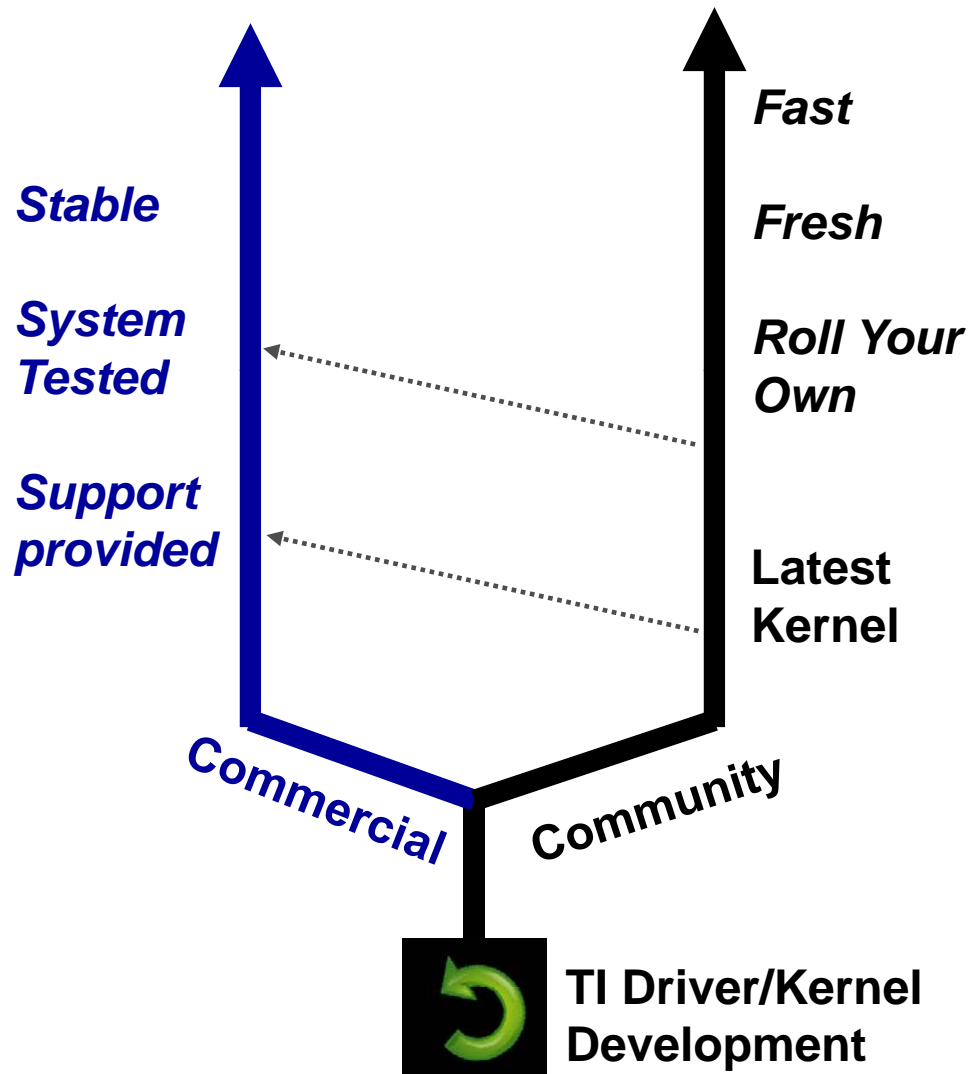 Stable
System
Tested
Support
provided
Fast
Fresh
Roll Your
Own
Latest
Kernel
Commercial
Community
TI Driver/Kernel
Development